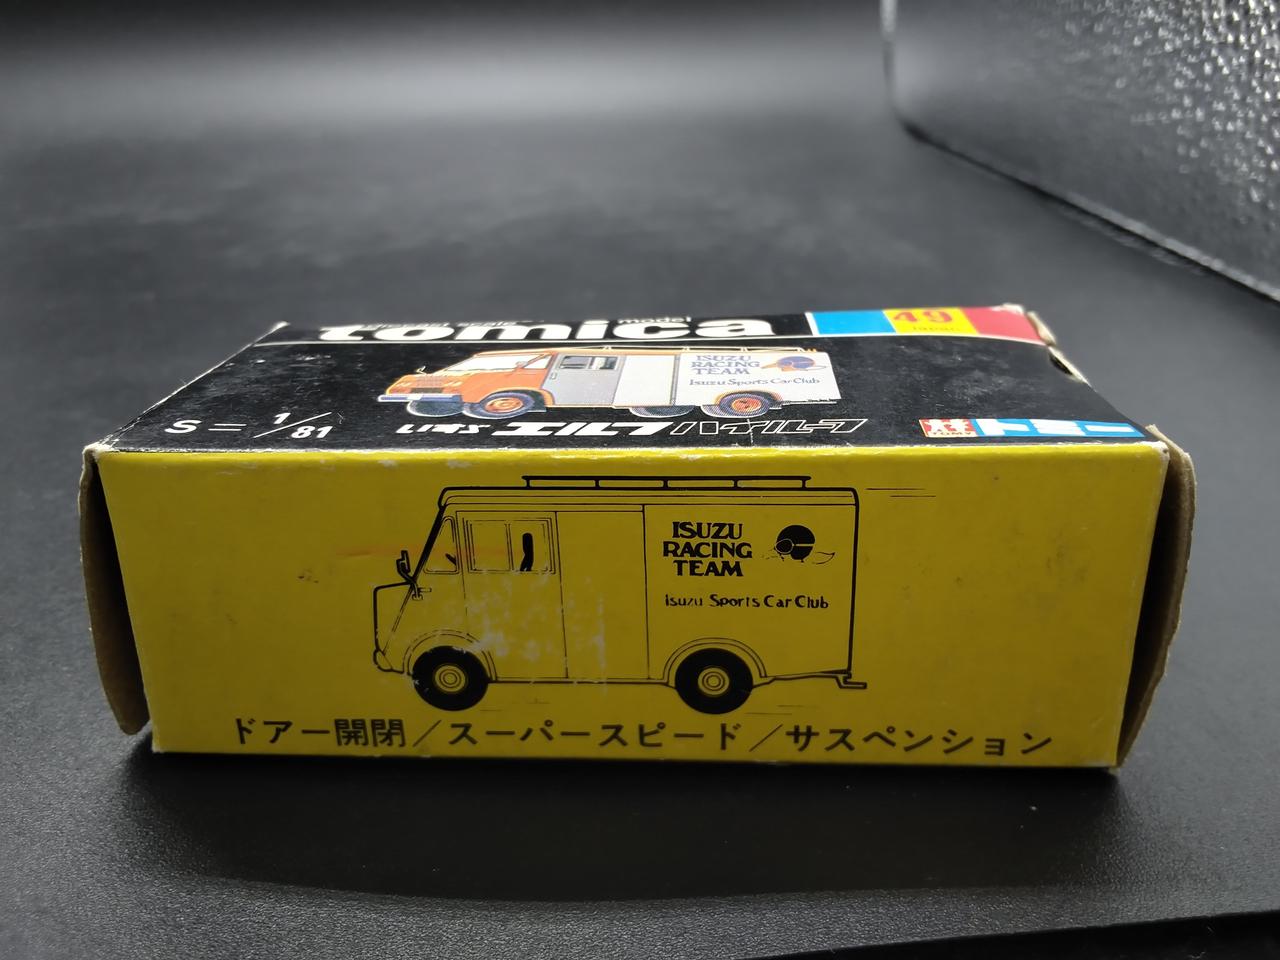 tomica
49
Japan
ISUZU
RACING
TEAM
Isuzu Sports Car Club
S=1/81
いすゞ エルフハイルーフ
TOMY トミー
ISUZU
RACING
TEAM
Isuzu Sports Car Club
ドアー開閉/スーパースピード/サスペンション